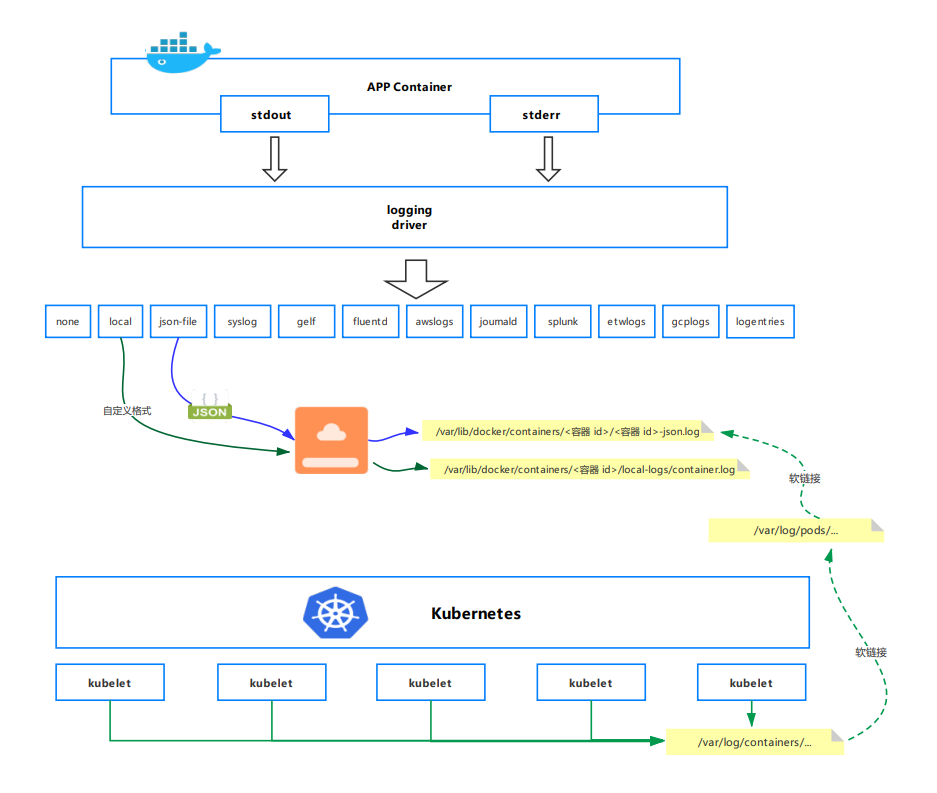 APP Container
stdout
stderr
logging
driver
none
local
json-file
syslog
gelf
fluentd
awslogs
journald
splunk
etwlogs
gcplogs
logentries
自定义格式
{ }
JSON
/var/lib/docker/containers/<容器 id>/<容器 id>-json.log
/var/lib/docker/containers/<容器 id>/local-logs/container.log
软链接
/var/log/pods/...
Kubernetes
软链接
kubelet
kubelet
kubelet
kubelet
kubelet
/var/log/containers/...